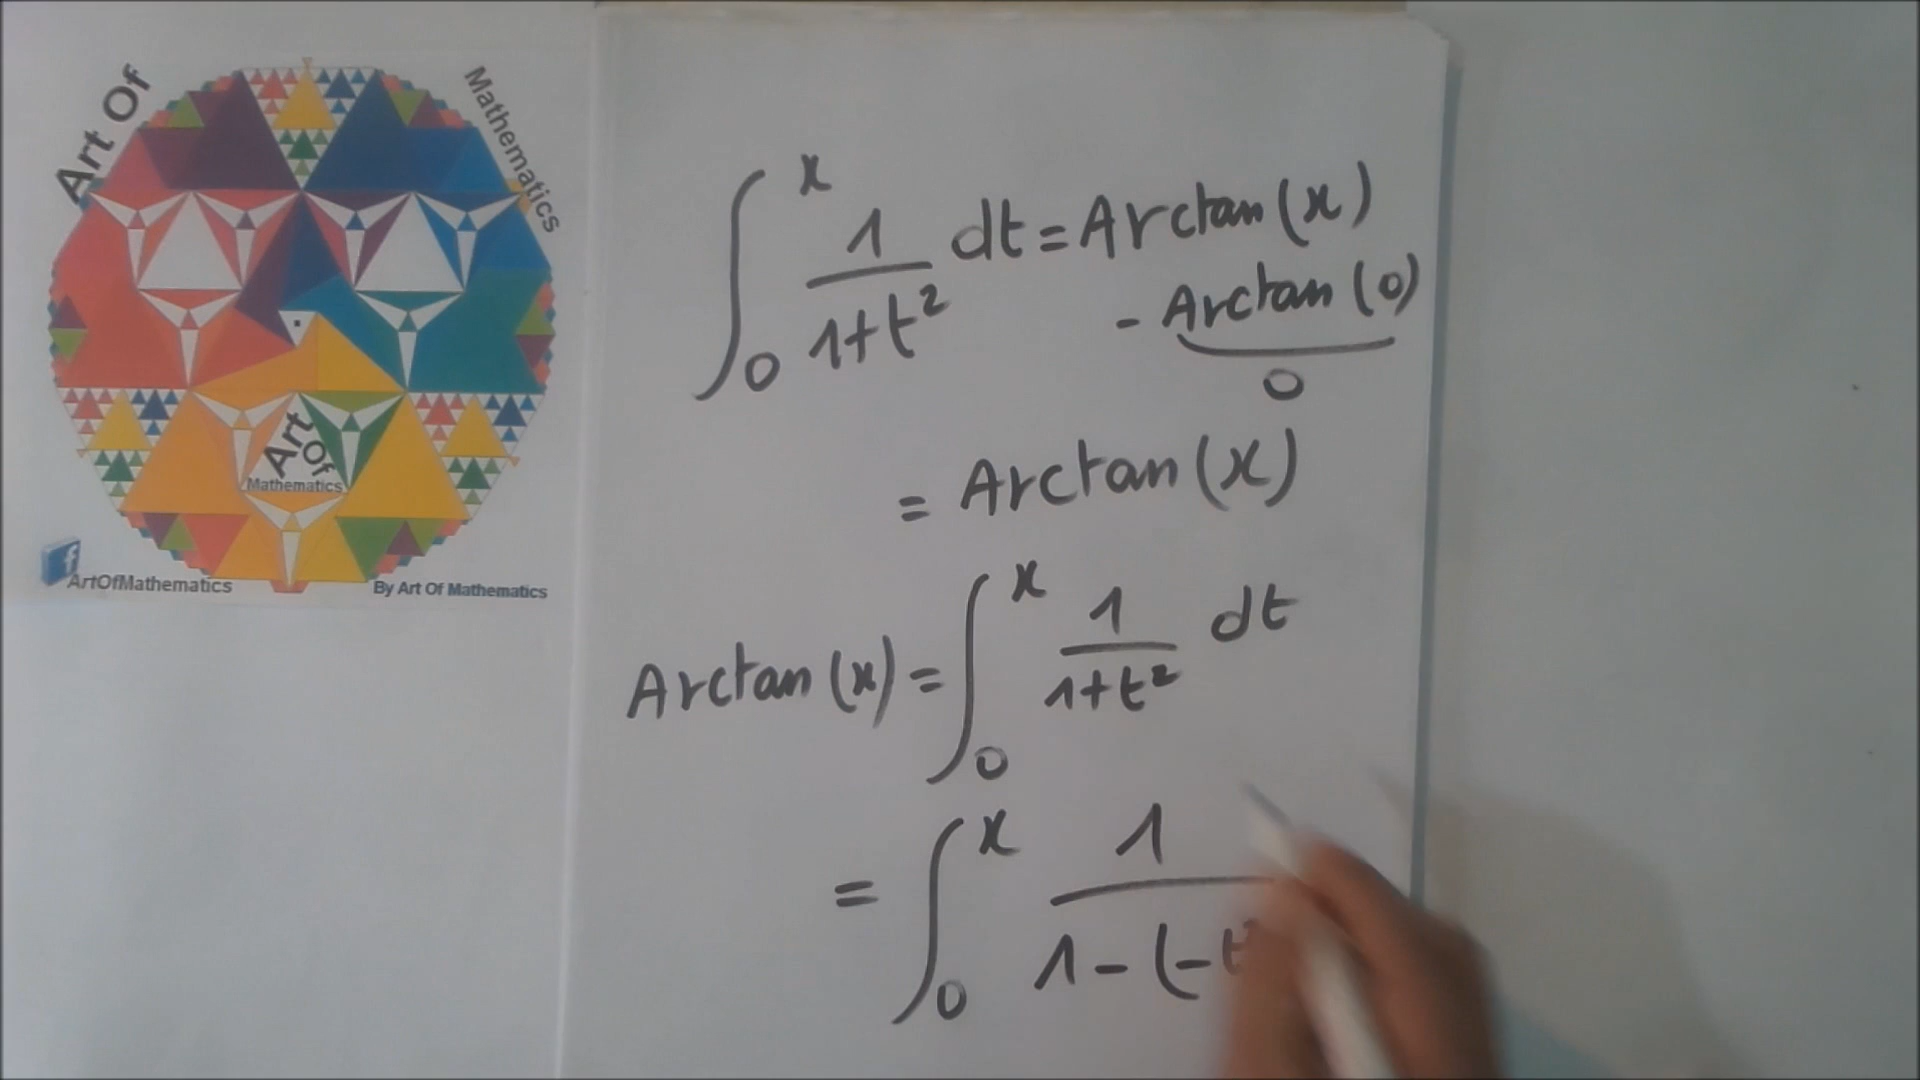 Art Of
Mathematics
Art
Of
Mathematics
ArtOfMathematics
By Art Of Mathematics
∫₀ˣ 1/(1+t²) dt = Arctan(x)
- Arctan(0)
0
= Arctan(x)
Arctan(x) = ∫₀ˣ 1/(1+t²) dt
= ∫₀ˣ 1/(1-(-t²